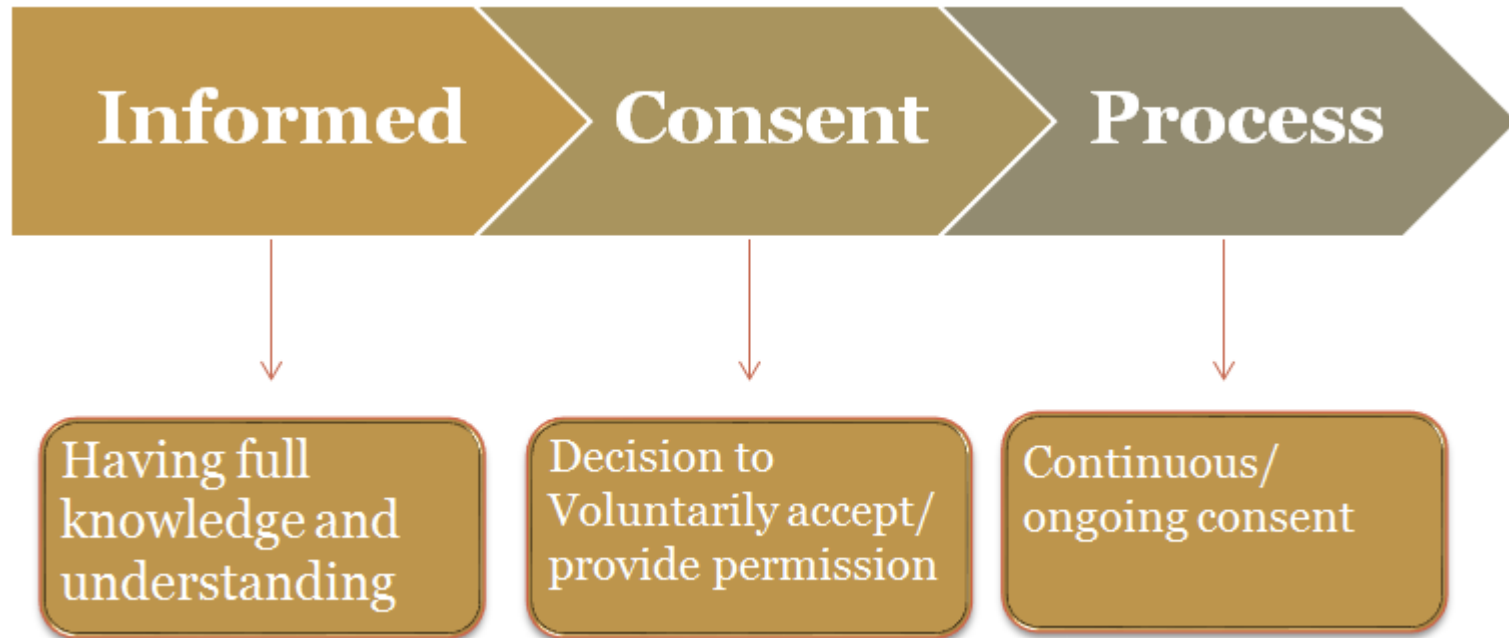 Informed
Consent
Process
Having full
knowledge and
understanding
Decision to
Voluntarily accept/
provide permission
Continuous/
ongoing consent